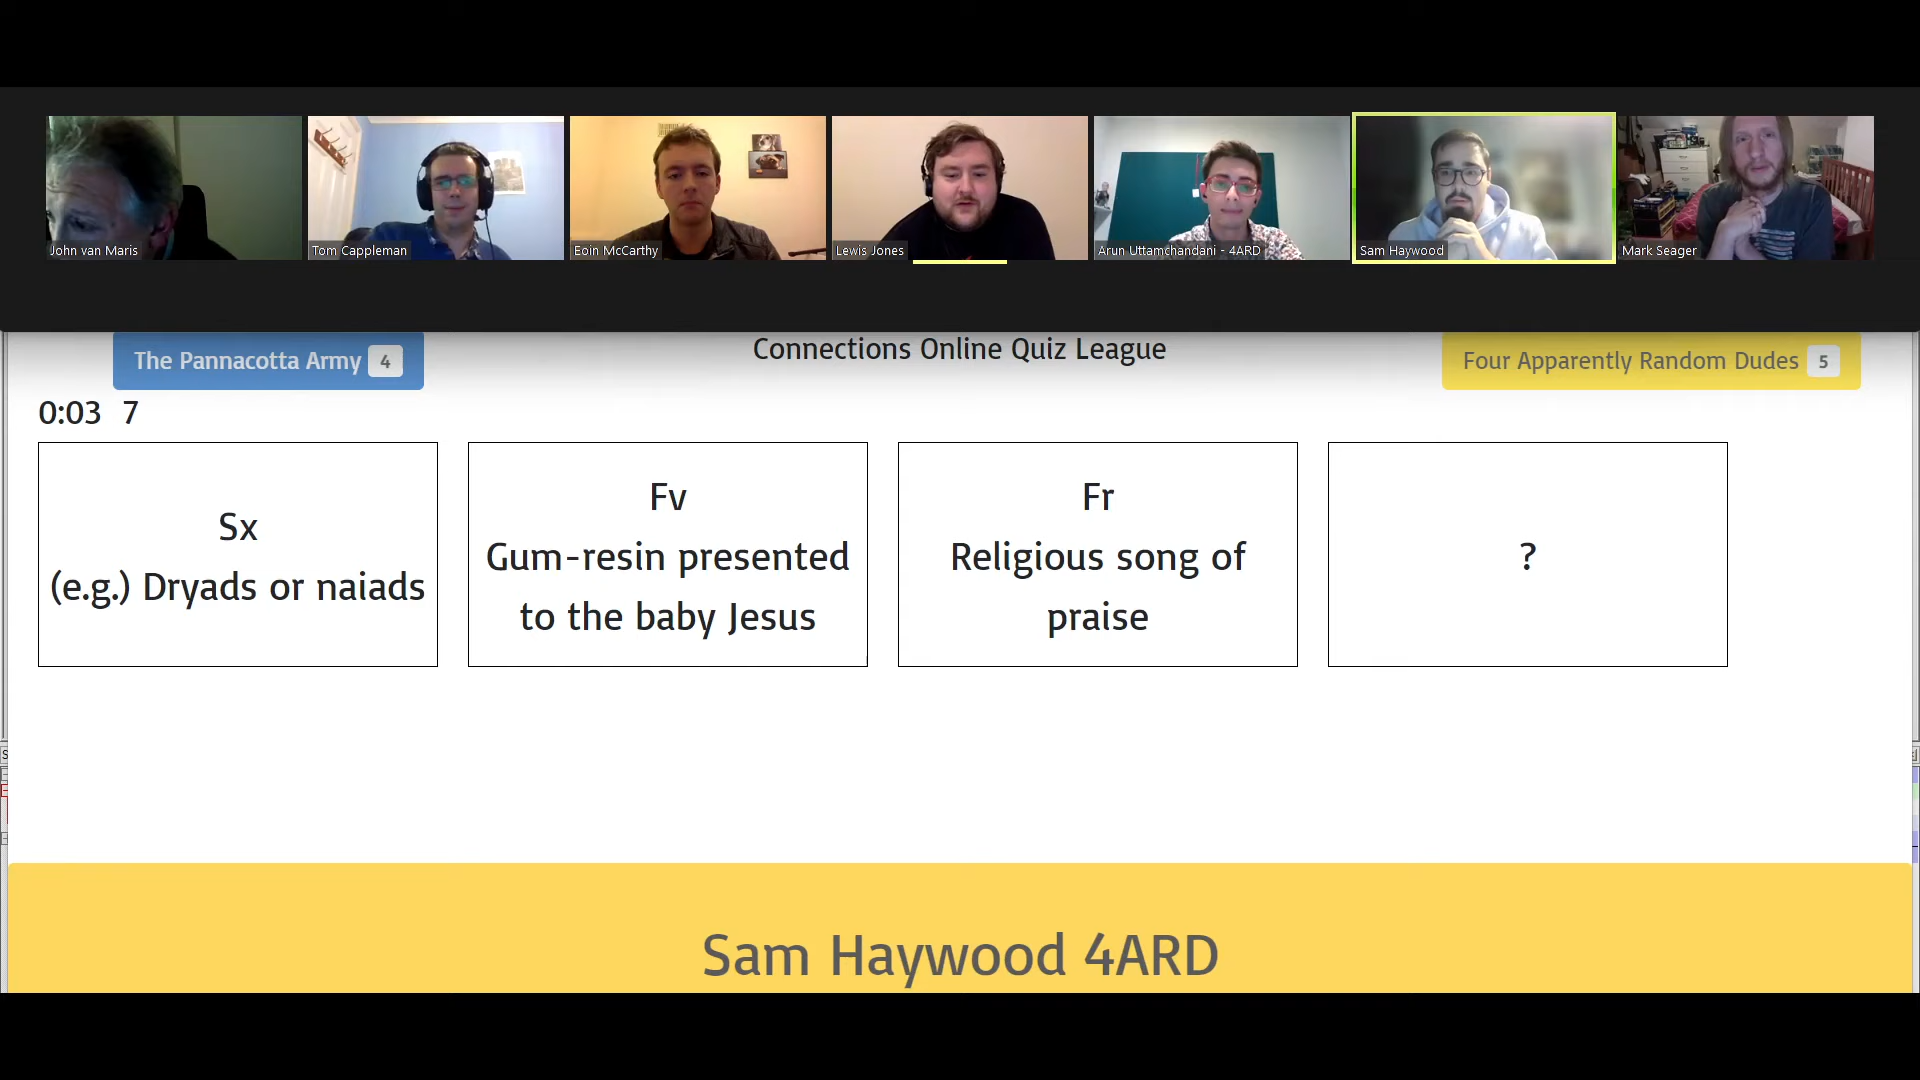 John van Maris
Tom Cappleman
Eoin McCarthy
Lewis Jones
Arun Uttamchandani - 4ARD
Sam Haywood
Mark Seager
The Pannacotta Army 4
Connections Online Quiz League
Four Apparently Random Dudes 5
0:03 7
Sx
(e.g.) Dryads or naiads
Fv
Gum-resin presented
to the baby Jesus
Fr
Religious song of
praise
?
Sam Haywood 4ARD